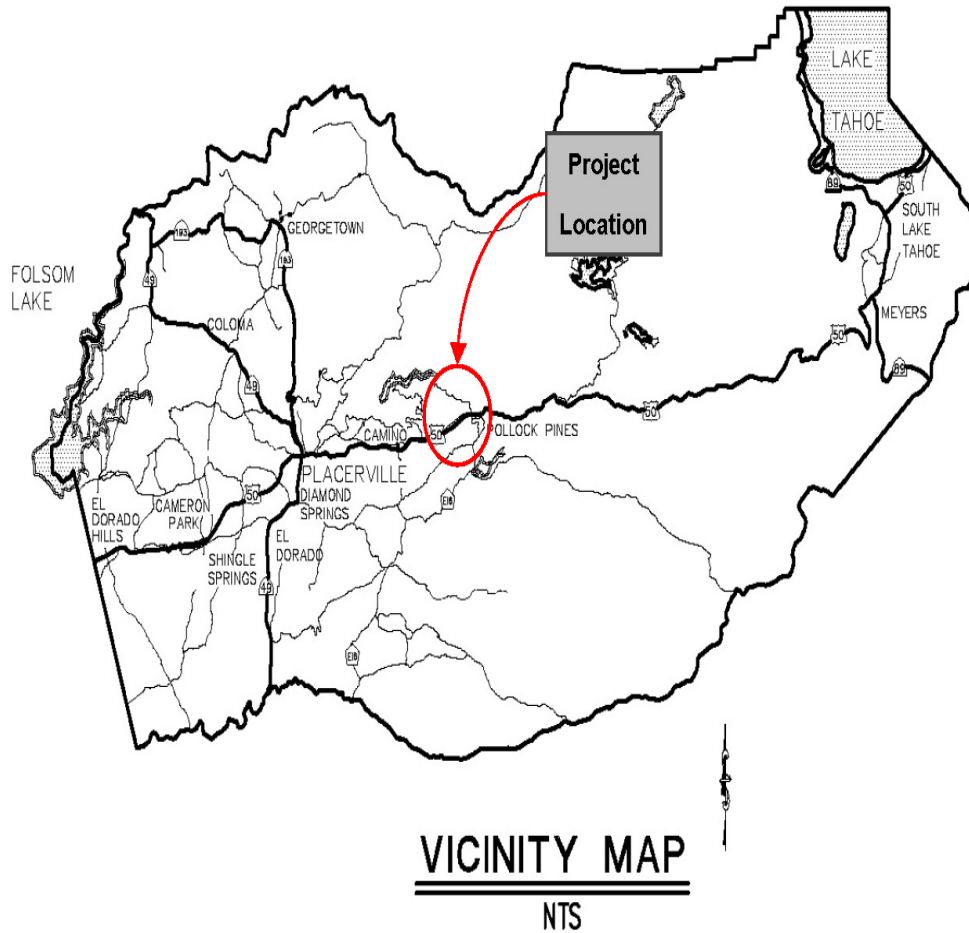 LAKE
TAHOE
Project
Location
89
50
SOUTH
LAKE
TAHOE
193
GEORGETOWN
193
FOLSOM
LAKE
49
COLOMA
MEYERS
50
89
49
50
CAMINO
50
POLLOCK PINES
PLACERVILLE
50
DIAMOND
SPRINGS
E16
EL
DORADO
HILLS
CAMERON
PARK
EL
DORADO
SHINGLE
SPRINGS
49
E16
VICINITY MAP
NTS